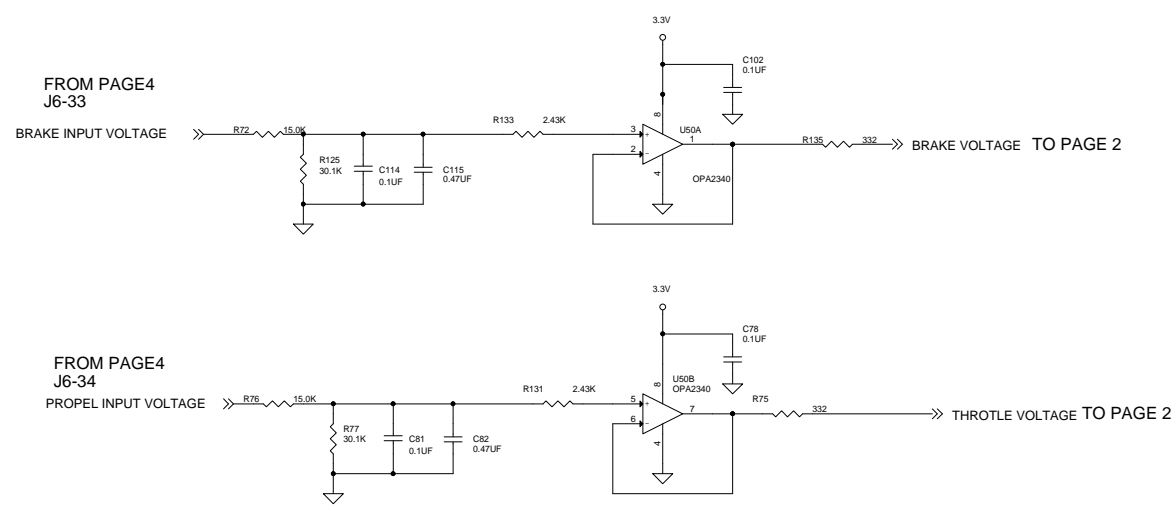 3.3V
C102
0.1UF
FROM PAGE4
J6-33
BRAKE INPUT VOLTAGE
R72
15.0K
R133
2.43K
8
3
+
U50A
1
2
−
4
OPA2340
R135
332
BRAKE VOLTAGE TO PAGE 2
R125
30.1K
C114
0.1UF
C115
0.47UF
3.3V
C78
0.1UF
FROM PAGE4
J6-34
PROPEL INPUT VOLTAGE
R76
15.0K
R131
2.43K
8
U50B
OPA2340
5
+
7
6
−
4
R75
332
THROTLE VOLTAGE TO PAGE 2
R77
30.1K
C81
0.1UF
C82
0.47UF